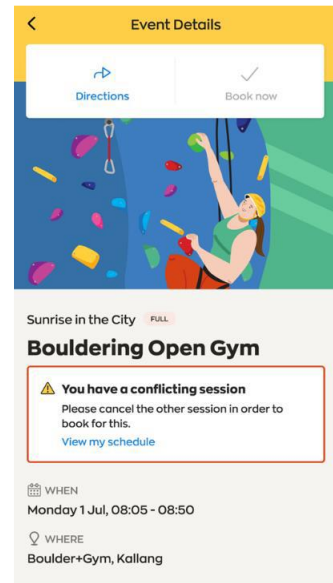 Event Details
Directions
Book now
Sunrise in the City FULL
Bouldering Open Gym
You have a conflicting session
Please cancel the other session in order to
book for this.
View my schedule
WHEN
Monday 1 Jul, 08:05 - 08:50
WHERE
Boulder+Gym, Kallang